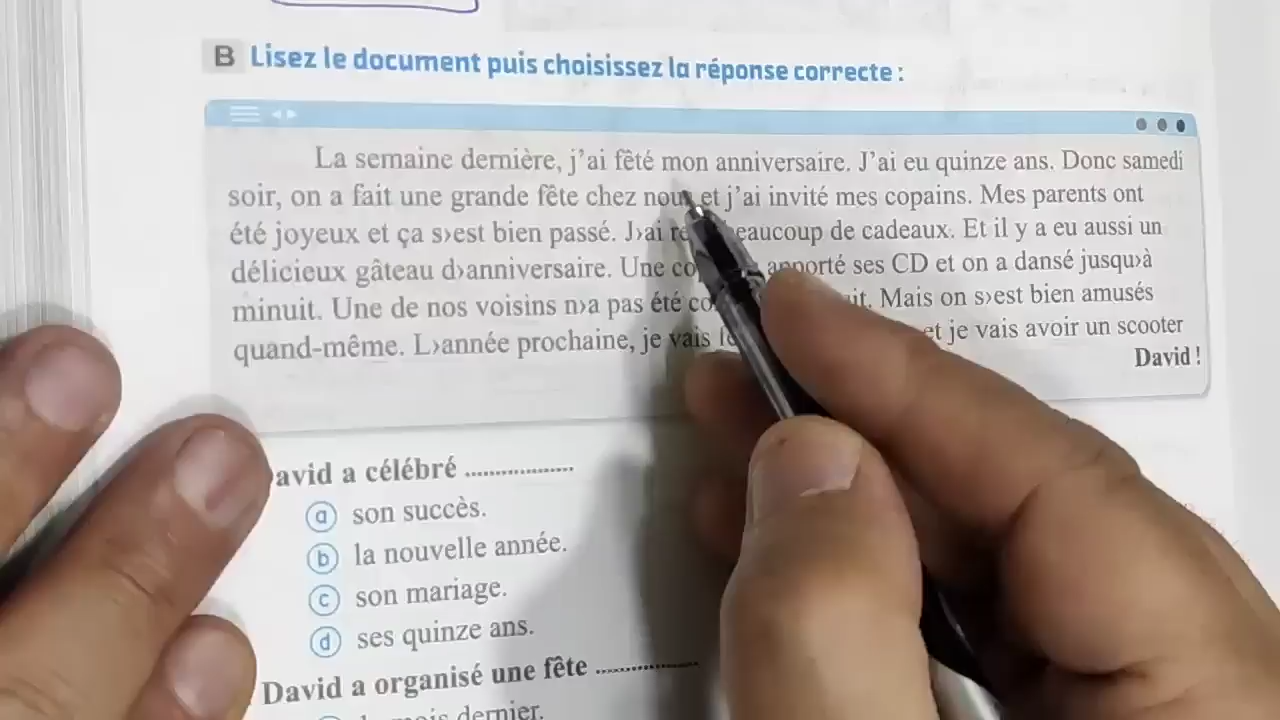 B Lisez le document puis choisissez la réponse correcte :
La semaine dernière, j'ai fêté mon anniversaire. J'ai eu quinze ans. Donc samedi
soir, on a fait une grande fête chez nous et j'ai invité mes copains. Mes parents ont
été joyeux et ça s›est bien passé. J›ai beaucoup de cadeaux. Et il y a eu aussi un
délicieux gâteau d›anniversaire. Une apporté ses CD et on a dansé jusqu›à
minuit. Une de nos voisins n›a pas été Mais on s›est bien amusés
quand-même. L›année prochaine, je vais et je vais avoir un scooter
David !
David a célébré
a son succès.
b la nouvelle année.
c son mariage.
d ses quinze ans.
David a organisé une fête
mois dernier.